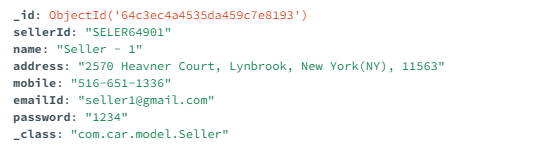 _id: ObjectId('64c3ec4a4535da459c7e8193')
sellerId: "SELER64901"
name: "Seller - 1"
address: "2570 Heavner Court, Lynbrook, New York(NY), 11563"
mobile: "516-651-1336"
emailId: "seller1@gmail.com"
password: "1234"
_class: "com.car.model.Seller"